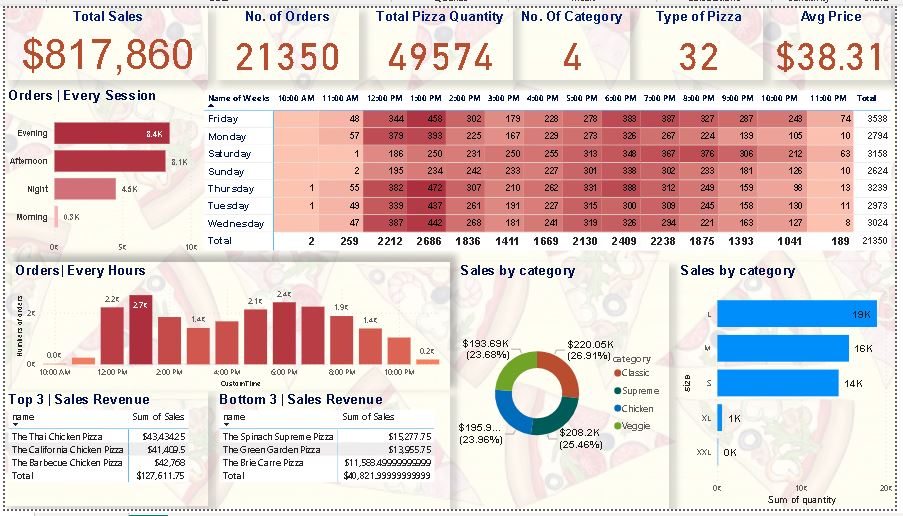 Total Sales
$817,860
No. of Orders
21350
Total Pizza Quantity
49574
No. Of Category
4
Type of Pizza
32
Avg Price
$38.31
Orders | Every Session
Evening 8.4K
Afternoon 8.1K
Night 4.5K
Morning 0.3K
0K 5K 10K
Name of Weeks 10:00 AM 11:00 AM 12:00 PM 1:00 PM 2:00 PM 3:00 PM 4:00 PM 5:00 PM 6:00 PM 7:00 PM 8:00 PM 9:00 PM 10:00 PM 11:00 PM Total
Friday 48 344 458 302 179 228 278 383 387 327 287 243 74 3538
Monday 57 379 393 225 167 229 273 326 267 224 139 105 10 2794
Saturday 1 186 250 231 250 255 313 348 367 376 306 212 63 3158
Sunday 2 195 234 242 233 227 301 338 302 233 181 126 10 2624
Thursday 1 55 382 472 307 210 262 331 388 312 249 159 98 13 3239
Tuesday 1 49 339 437 261 191 227 315 300 309 245 158 130 11 2973
Wednesday 47 387 442 268 181 241 319 326 294 221 163 127 8 3024
Total 2 259 2212 2686 1836 1411 1669 2130 2409 2238 1875 1393 1041 189 21350
Orders| Every Hours
Numbers of orders
2K
0K
0.0K 2.2K 2.7K 1.4K 2.1K 2.4K 1.9K 1.4K 0.2K
10:00 AM 12:00 PM 2:00 PM 4:00 PM 6:00 PM 8:00 PM 10:00 PM
CustomTime
Top 3 | Sales Revenue
name Sum of Sales
The Thai Chicken Pizza $43,434.25
The California Chicken Pizza $41,409.5
The Barbecue Chicken Pizza $42,768
Total $127,611.75
Bottom 3 | Sales Revenue
name Sum of Sales
The Spinach Supreme Pizza $15,277.75
The Green Garden Pizza $13,955.75
The Brie Carre Pizza
Total
Sales by category
$193.69K
(23.68%)
$220.05K
(26.91%)
$195.9...
(23.96%)
$208.2K
(25.46%)
category
Classic
Supreme
Chicken
Veggie
Sales by category
size
L 19K
M 16K
S 14K
XL 1K
XXL 0K
0K 10K 20K
Sum of quantity